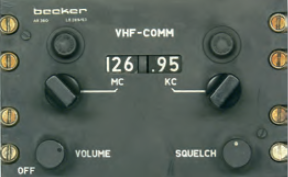 becker
VHF-COMM
126 .95
MC KC
VOLUME SQUELCH
OFF